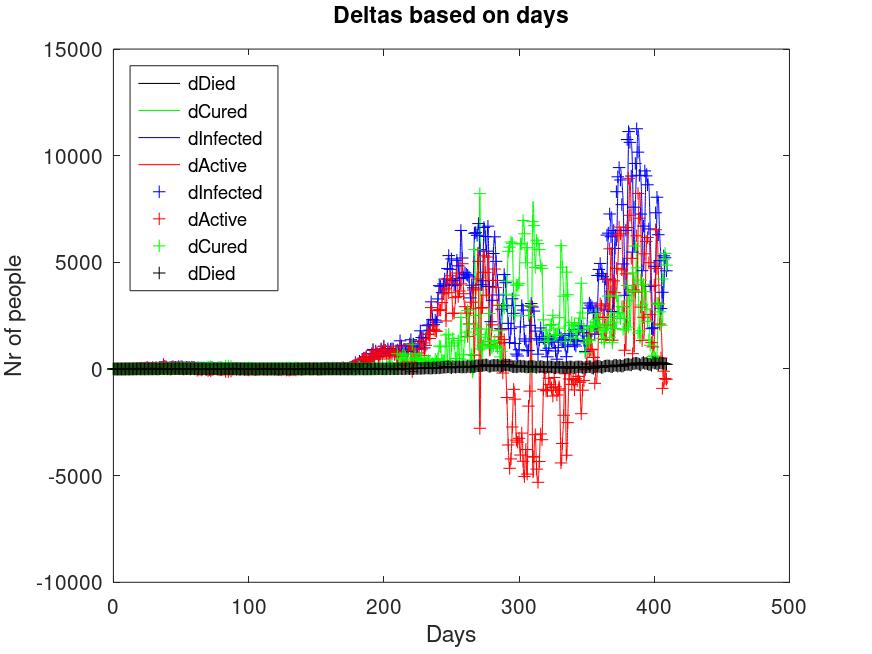 Deltas based on days
15000
10000
5000
0
-5000
-10000
0 100 200 300 400 500
Days
Nr of people
dDied
dCured
dInfected
dActive
dInfected
dActive
dCured
dDied